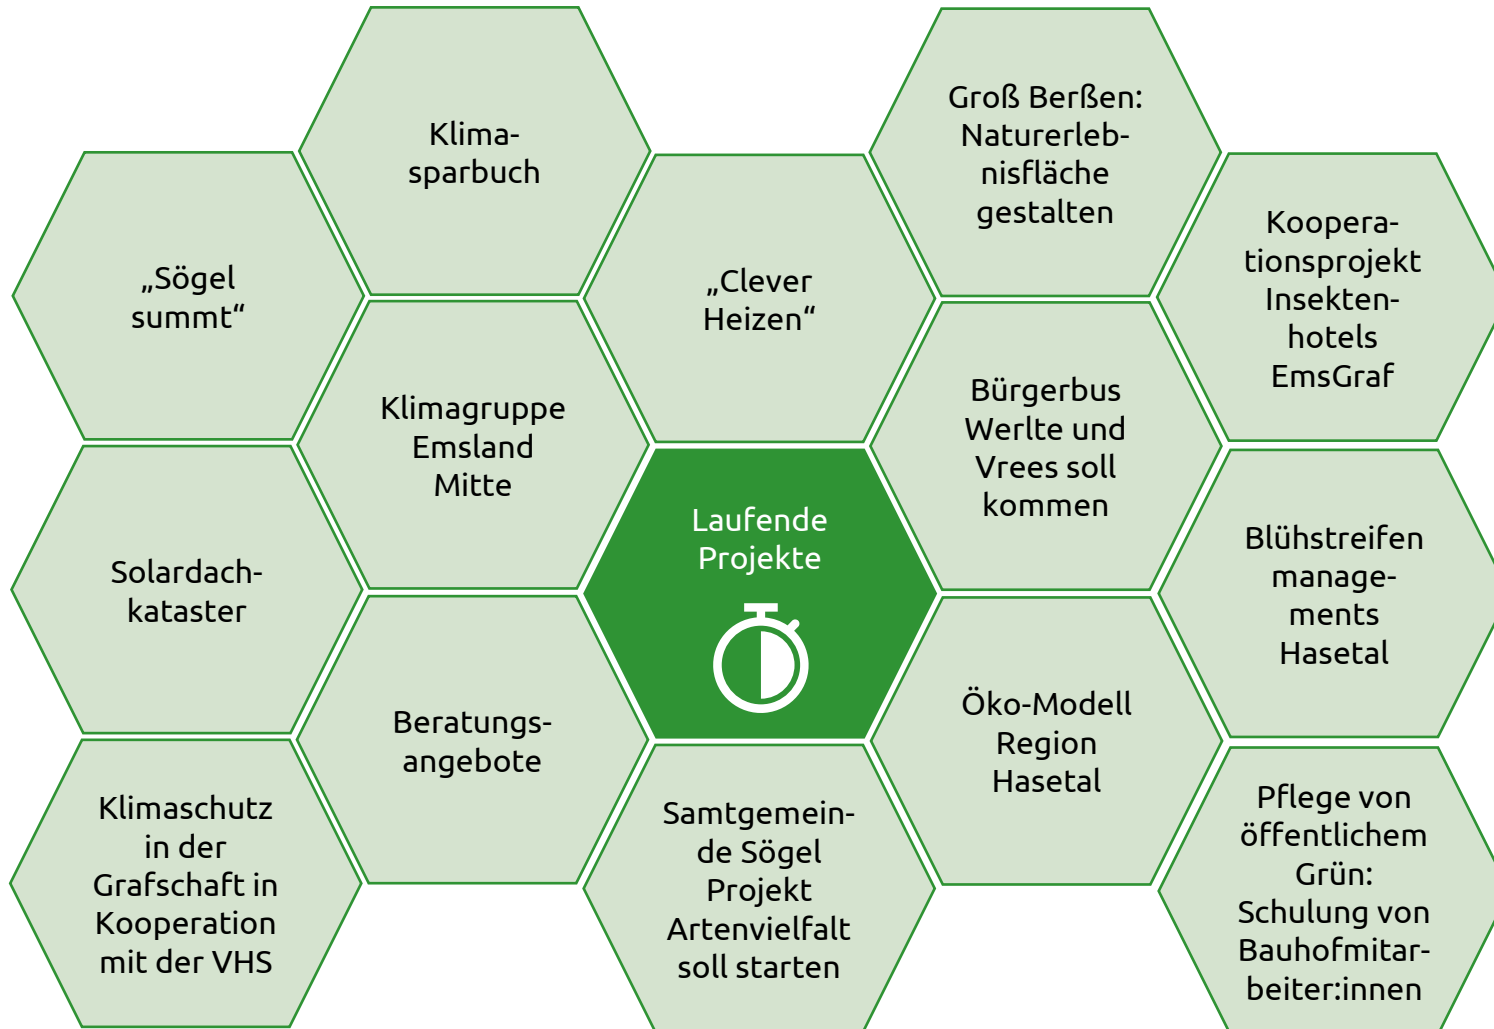 Klima-
sparbuch
Groß Berßen:
Naturerleb-
nisfläche
gestalten
„Sögel
summt“
„Clever
Heizen“
Koopera-
tionsprojekt
Insekten-
hotels
EmsGraf
Klimagruppe
Emsland
Mitte
Bürgerbus
Werlte und
Vrees soll
kommen
Laufende
Projekte
Solardach-
kataster
Blühstreifen
manage-
ments
Hasetal
Beratungs-
angebote
Öko-Modell
Region
Hasetal
Klimaschutz
in der
Grafschaft in
Kooperation
mit der VHS
Samtgemein-
de Sögel
Projekt
Artenvielfalt
soll starten
Pflege von
öffentlichem
Grün:
Schulung von
Bauhofmitar-
beiter:innen